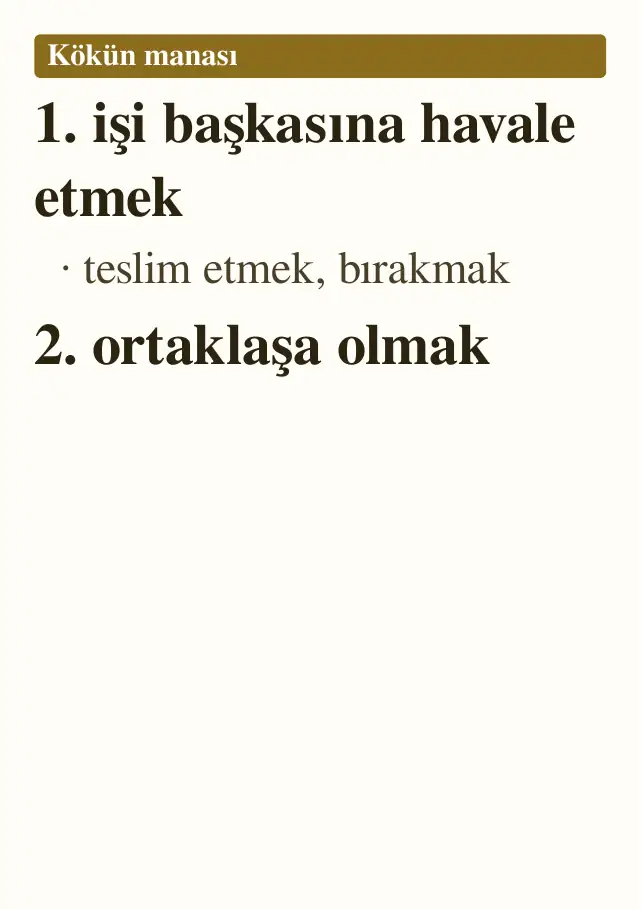 Kökün manası
1. işi başkasına havale
etmek
· teslim etmek, bırakmak
2. ortaklaşa olmak